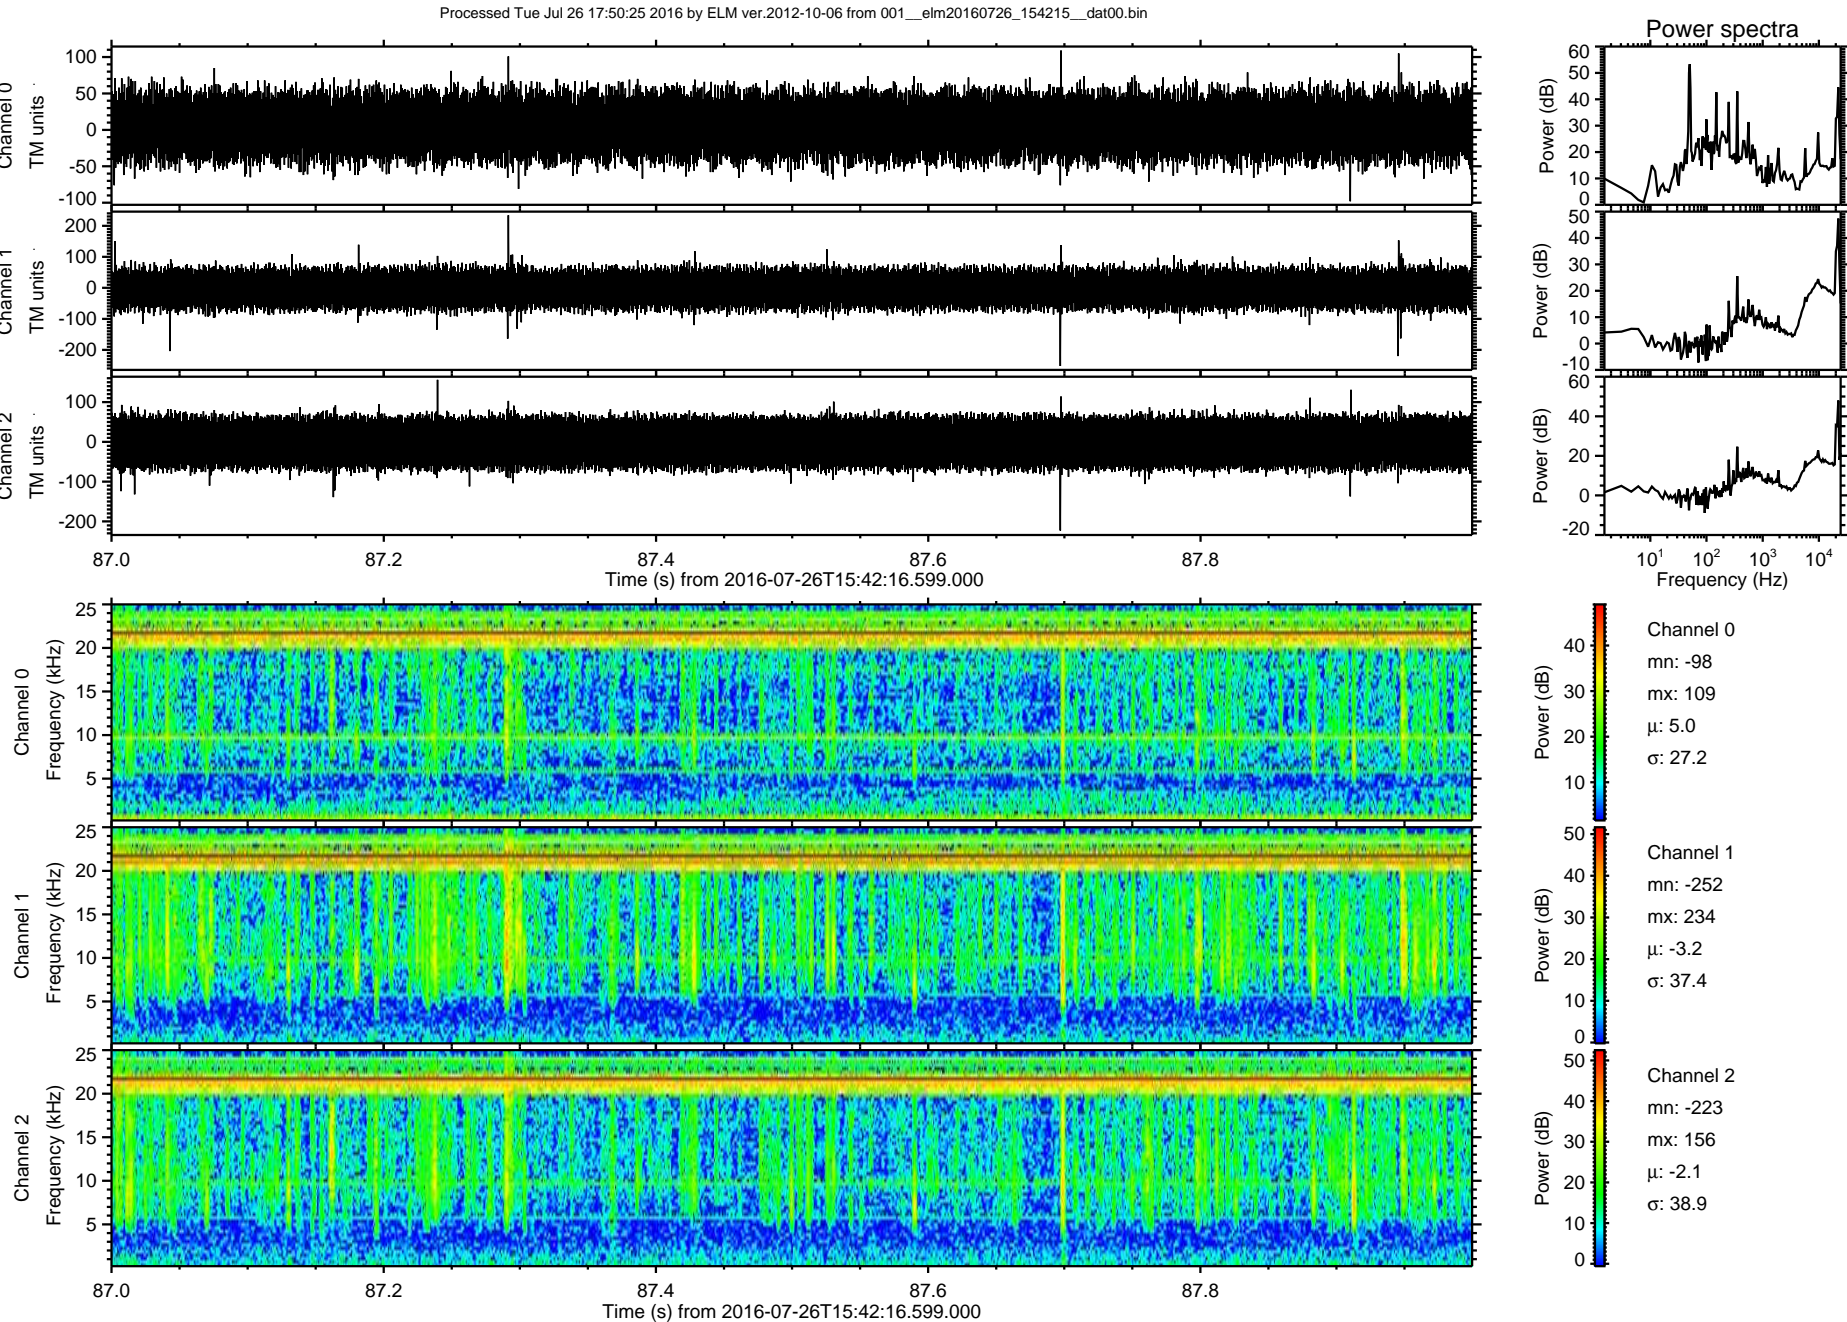 Processed Tue Jul 26 17:50:25 2016 by ELM ver.2012-10-06 from 001__elm20160726_154215__dat00.bin
Power spectra
Channel 0
TM units
100
50
0
-50
-100
Power (dB)
60
50
40
30
20
10
0
Channel 1
TM units
200
100
0
-100
-200
Power (dB)
50
40
30
20
10
0
-10
Channel 2
TM units
100
0
-100
-200
Power (dB)
60
40
20
0
-20
87.0 87.2 87.4 87.6 87.8
Time (s) from 2016-07-26T15:42:16.599.000
10¹ 10² 10³ 10⁴
Frequency (Hz)
Channel 0
Frequency (kHz)
25
20
15
10
5
Power (dB)
40
30
20
10
Channel 0
mn: -98
mx: 109
μ: 5.0
σ: 27.2
Channel 1
Frequency (kHz)
25
20
15
10
5
Power (dB)
50
40
30
20
10
0
Channel 1
mn: -252
mx: 234
μ: -3.2
σ: 37.4
Channel 2
Frequency (kHz)
25
20
15
10
5
Power (dB)
50
40
30
20
10
0
Channel 2
mn: -223
mx: 156
μ: -2.1
σ: 38.9
87.0 87.2 87.4 87.6 87.8
Time (s) from 2016-07-26T15:42:16.599.000